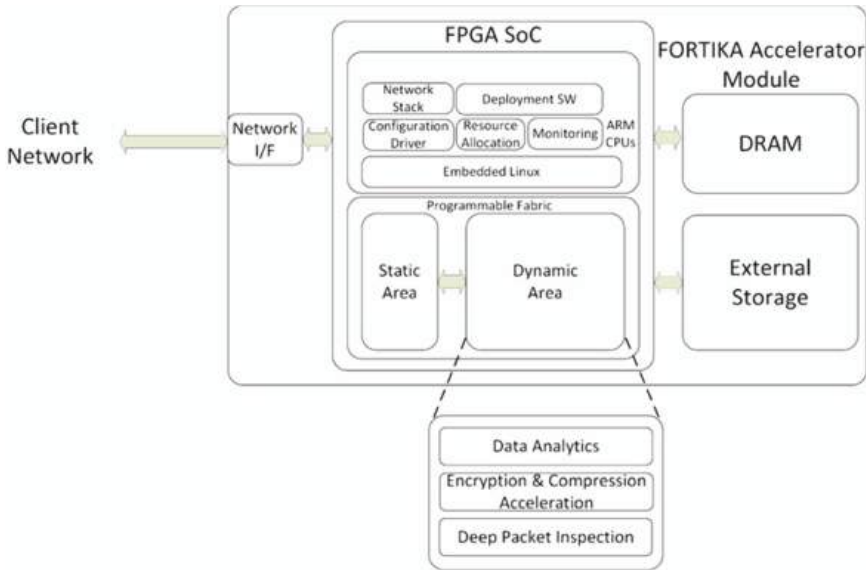 FPGA SoC
FORTIKA Accelerator
Module
Client
Network
Network
I/F
Network
Stack
Deployment SW
Configuration
Driver
Resource
Allocation
Monitoring
ARM
CPUs
Embedded Linux
DRAM
Programmable Fabric
Static
Area
Dynamic
Area
External
Storage
Data Analytics
Encryption & Compression
Acceleration
Deep Packet Inspection